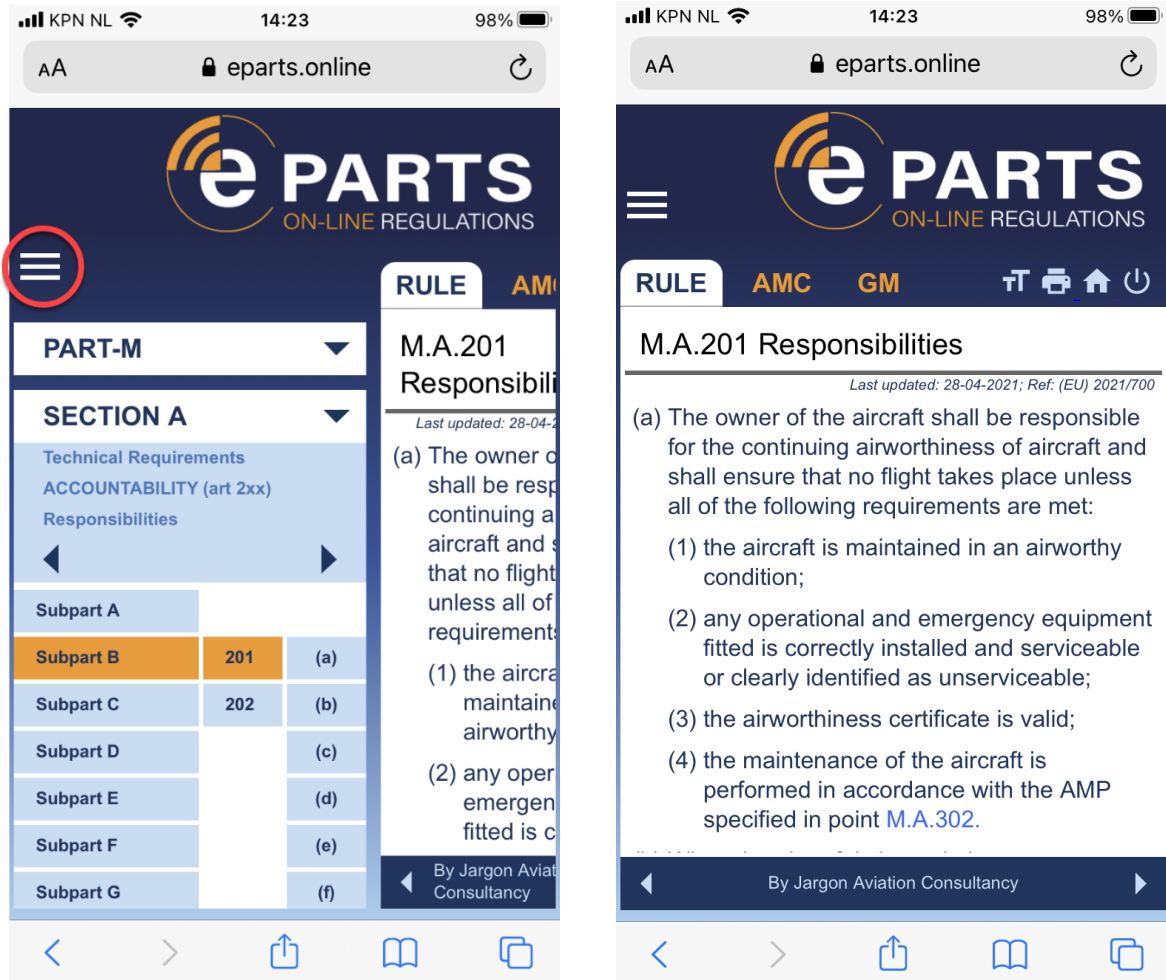 KPN NL 14:23 98%
AA eparts.online
e PARTS
ON-LINE REGULATIONS
RULE AM
PART-M
SECTION A
Technical Requirements
ACCOUNTABILITY (art 2xx)
Responsibilities
Subpart A
Subpart B 201 (a)
Subpart C 202 (b)
Subpart D (c)
Subpart E (d)
Subpart F (e)
Subpart G (f)
M.A.201
Responsibili
Last updated: 28-04-2
(a) The owner o
shall be resp
continuing a
aircraft and s
that no flight
unless all of
requirements
(1) the aircra
maintaine
airworthy
(2) any oper
emergen
fitted is c
By Jargon Aviat
Consultancy
KPN NL 14:23 98%
AA eparts.online
e PARTS
ON-LINE REGULATIONS
RULE AMC GM TT
M.A.201 Responsibilities
Last updated: 28-04-2021; Ref: (EU) 2021/700
(a) The owner of the aircraft shall be responsible
for the continuing airworthiness of aircraft and
shall ensure that no flight takes place unless
all of the following requirements are met:
(1) the aircraft is maintained in an airworthy
condition;
(2) any operational and emergency equipment
fitted is correctly installed and serviceable
or clearly identified as unserviceable;
(3) the airworthiness certificate is valid;
(4) the maintenance of the aircraft is
performed in accordance with the AMP
specified in point M.A.302.
By Jargon Aviation Consultancy